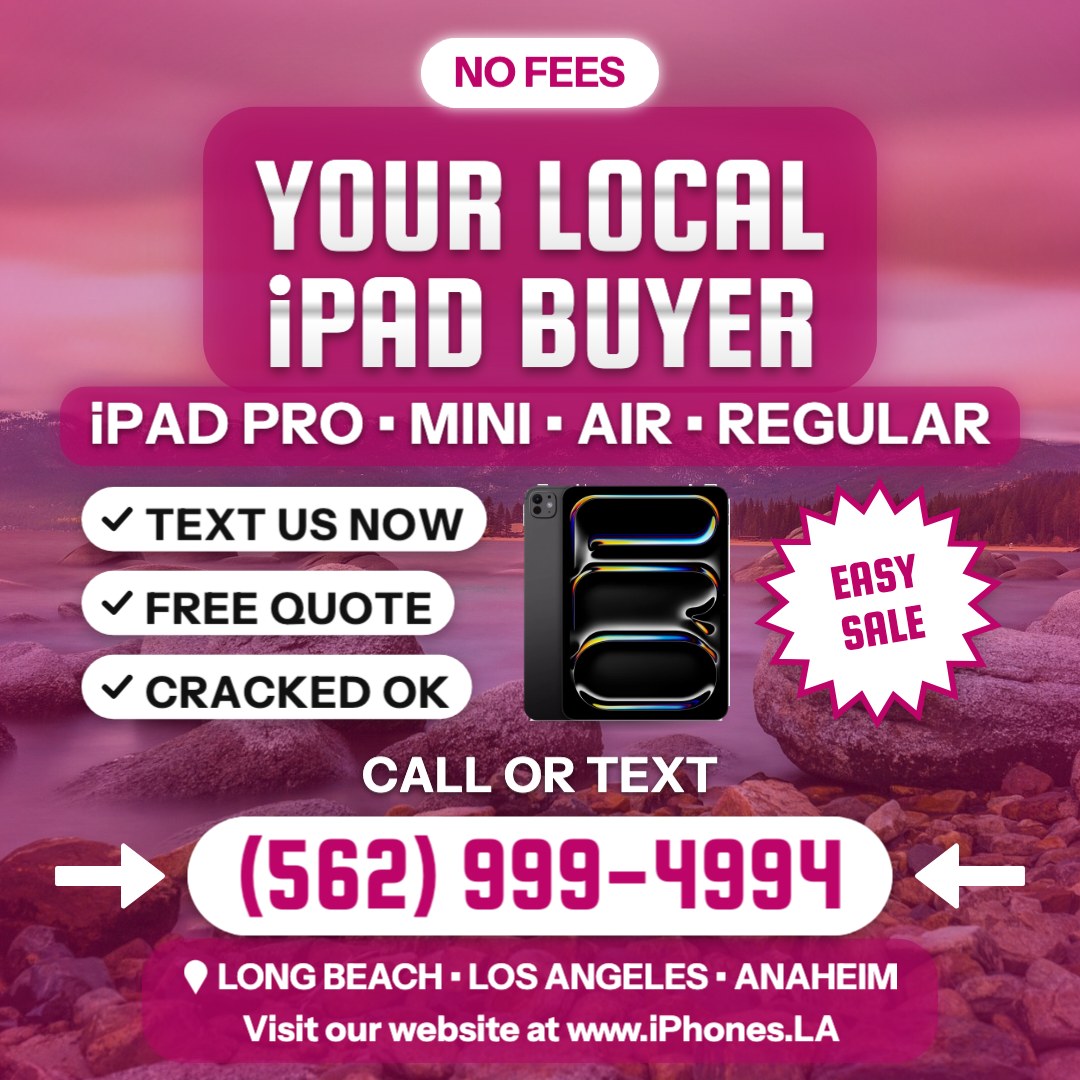 NO FEES
YOUR LOCAL
iPAD BUYER
iPAD PRO ▪ MINI ▪ AIR ▪ REGULAR
✓ TEXT US NOW
✓ FREE QUOTE
✓ CRACKED OK
EASY
SALE
CALL OR TEXT
(562) 999-4994
LONG BEACH ▪ LOS ANGELES ▪ ANAHEIM
Visit our website at www.iPhones.LA